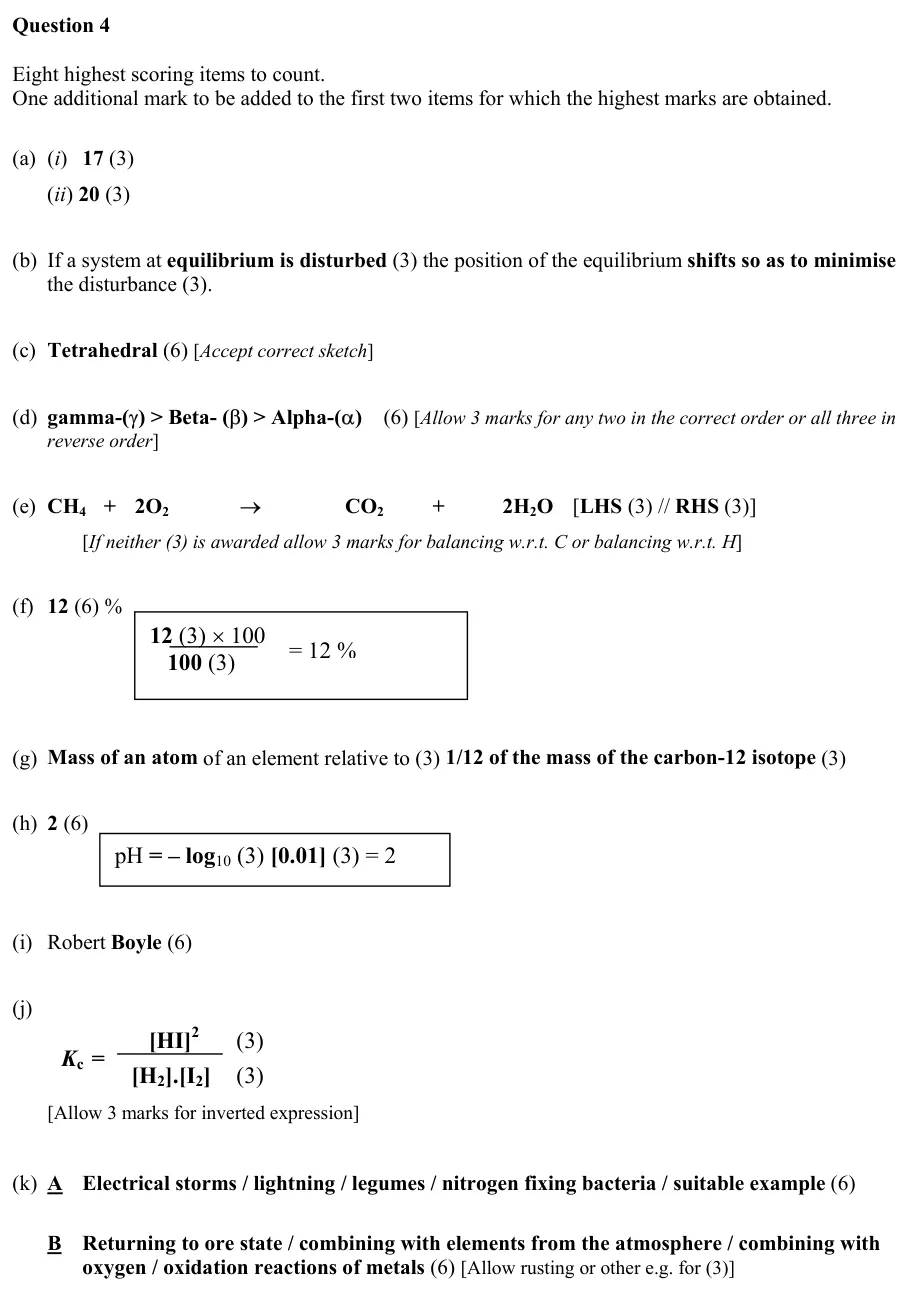 Question 4
Eight highest scoring items to count.
One additional mark to be added to the first two items for which the highest marks are obtained.
(a) (i) 17 (3)
(ii) 20 (3)
(b) If a system at equilibrium is disturbed (3) the position of the equilibrium shifts so as to minimise
the disturbance (3).
(c) Tetrahedral (6) [Accept correct sketch]
(d) gamma-(γ) > Beta- (β) > Alpha-(α) (6) [Allow 3 marks for any two in the correct order or all three in
reverse order]
(e) CH₄ + 2O₂ → CO₂ + 2H₂O [LHS (3) // RHS (3)]
[If neither (3) is awarded allow 3 marks for balancing w.r.t. C or balancing w.r.t. H]
(f) 12 (6) %
12 (3) × 100
100 (3)
= 12 %
(g) Mass of an atom of an element relative to (3) 1/12 of the mass of the carbon-12 isotope (3)
(h) 2 (6)
pH = – log₁₀ (3) [0.01] (3) = 2
(i) Robert Boyle (6)
(j)
[HI]² (3)
Kc =
[H₂].[I₂] (3)
[Allow 3 marks for inverted expression]
(k) A Electrical storms / lightning / legumes / nitrogen fixing bacteria / suitable example (6)
B Returning to ore state / combining with elements from the atmosphere / combining with
oxygen / oxidation reactions of metals (6) [Allow rusting or other e.g. for (3)]